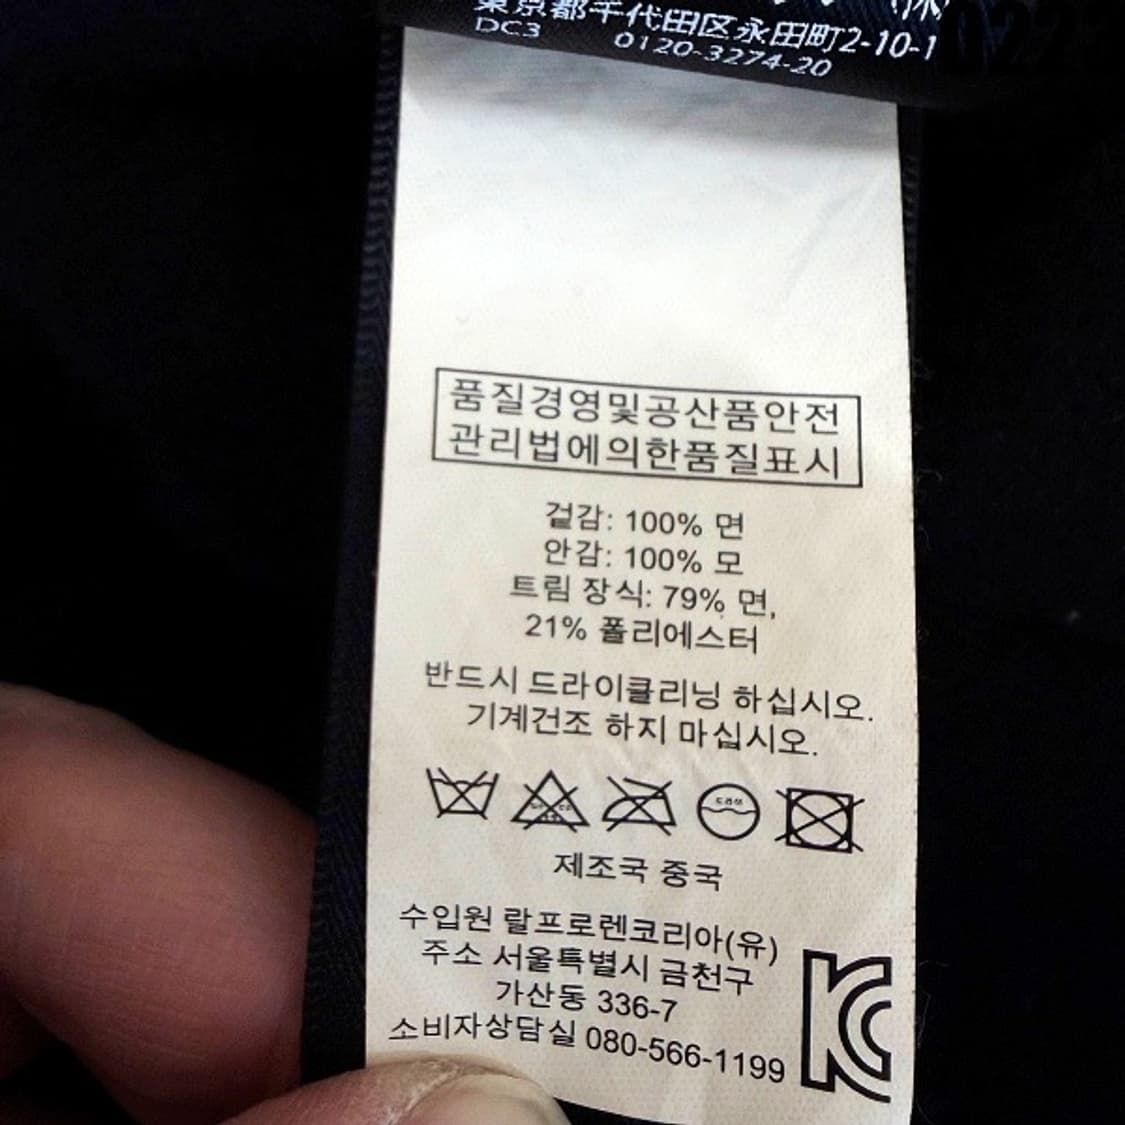 東京都千代田区永田町2-10-1
DC3 0120-3274-20
022
품질경영및공산품안전
관리법에의한품질표시
겉감: 100% 면
안감: 100% 모
트림 장식: 79% 면,
21% 폴리에스터
반드시 드라이클리닝 하십시오.
기계건조 하지 마십시오.
드라이
제조국 중국
수입원 랄프로렌코리아(유)
주소 서울특별시 금천구
가산동 336-7
소비자상담실 080-566-1199